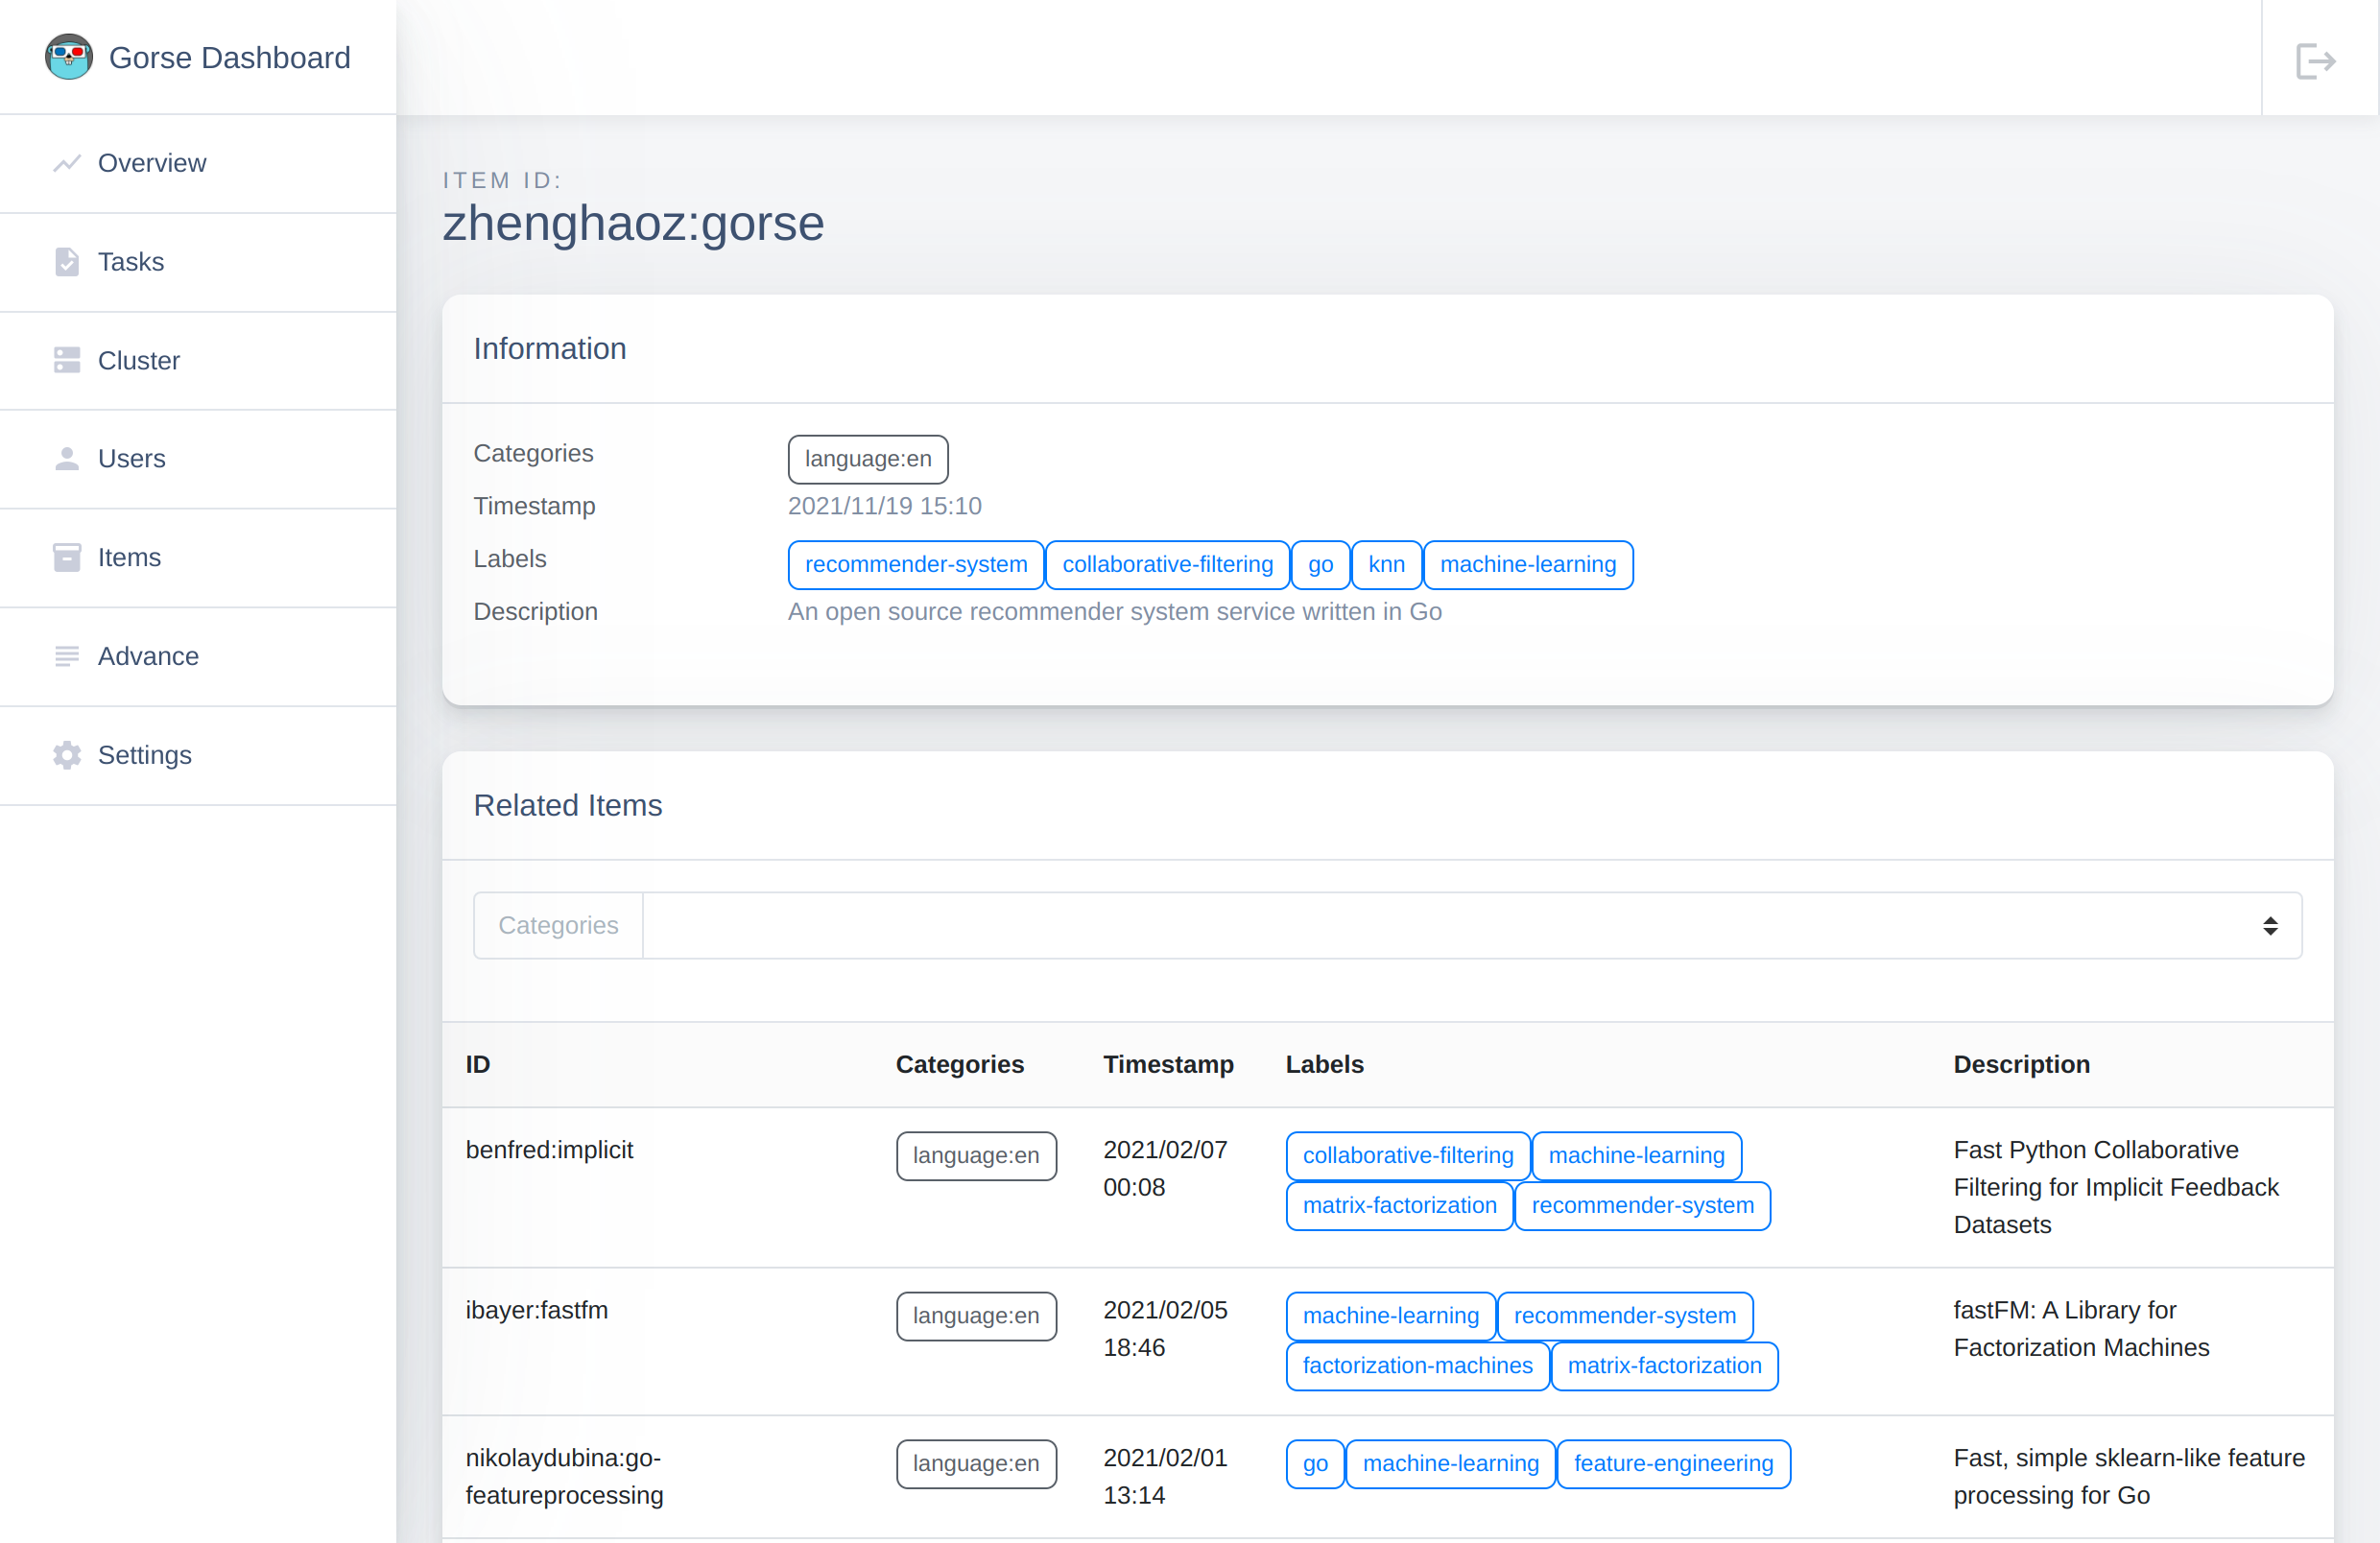 Gorse Dashboard
Overview
Tasks
Cluster
Users
Items
Advance
Settings
ITEM ID:
zhenghaoz:gorse
Information
Categories language:en
Timestamp 2021/11/19 15:10
Labels recommender-system collaborative-filtering go knn machine-learning
Description An open source recommender system service written in Go
Related Items
Categories
ID Categories Timestamp Labels Description
benfred:implicit language:en 2021/02/07 collaborative-filtering machine-learning Fast Python Collaborative
00:08 matrix-factorization recommender-system Filtering for Implicit Feedback
Datasets
ibayer:fastfm language:en 2021/02/05 machine-learning recommender-system fastFM: A Library for
18:46 factorization-machines matrix-factorization Factorization Machines
nikolaydubina:go- language:en 2021/02/01 go machine-learning feature-engineering Fast, simple sklearn-like feature
featureprocessing 13:14 processing for Go